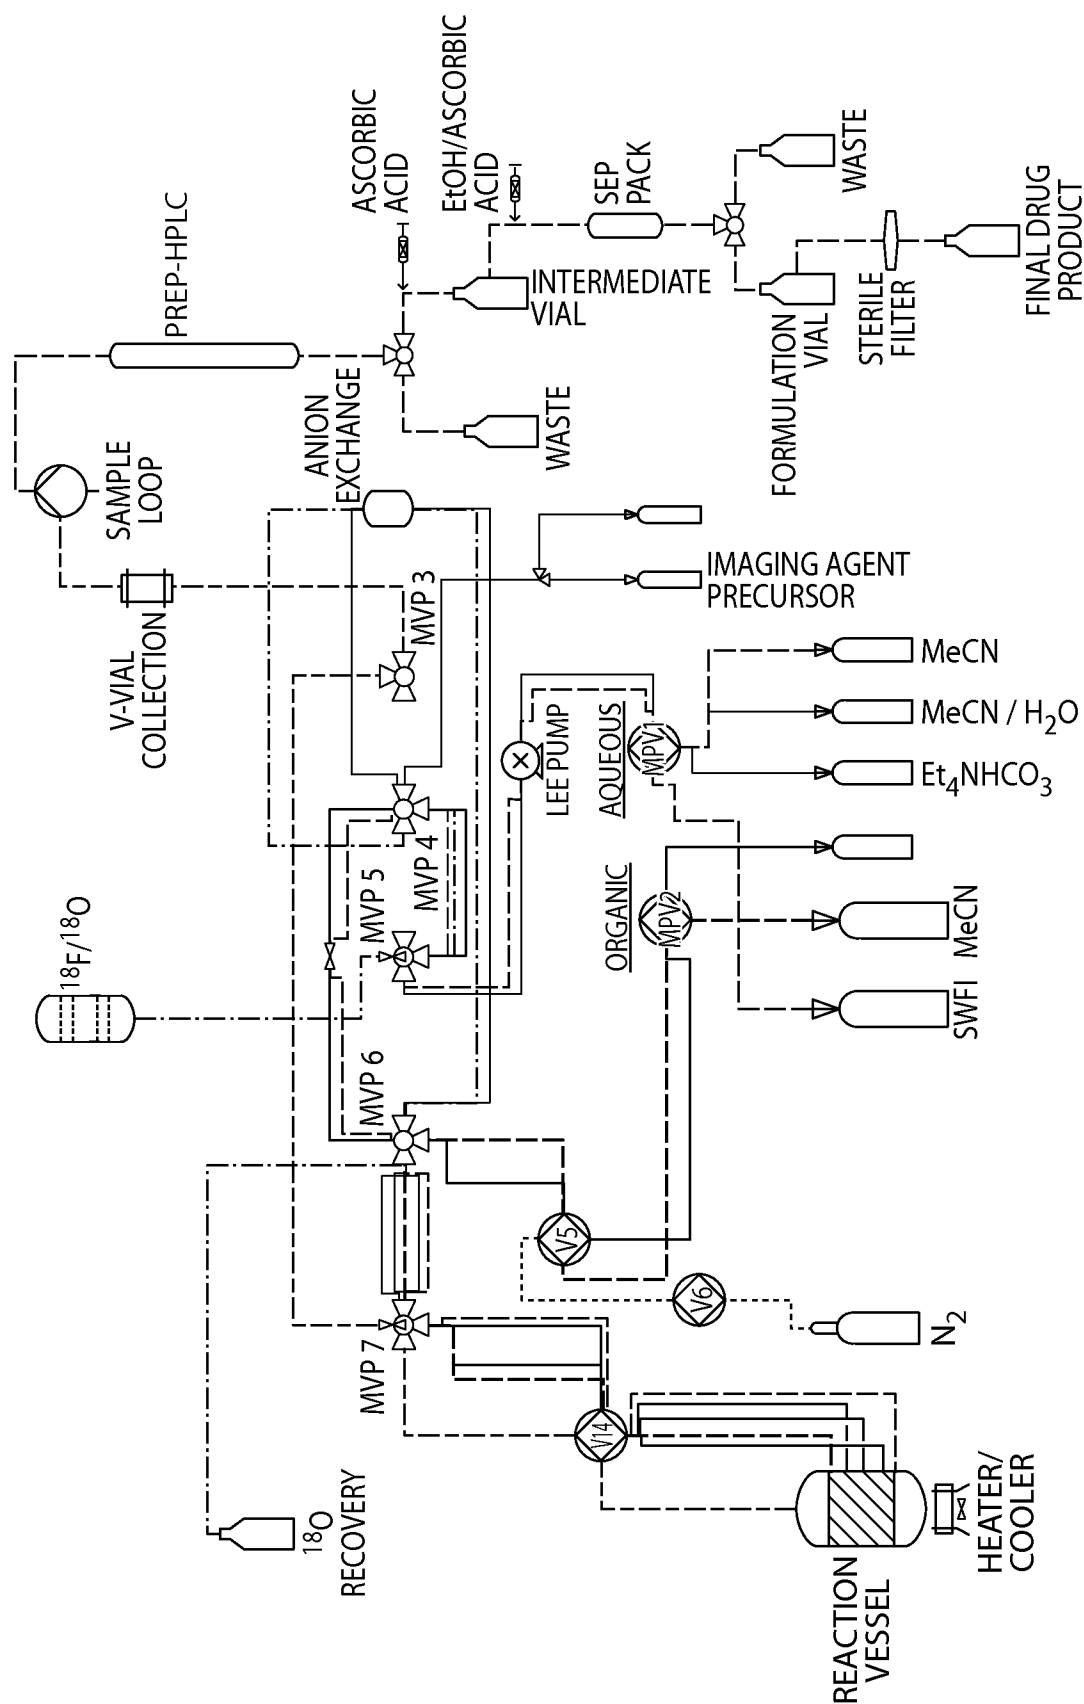 18F/18O
PREP-HPLC
ASCORBIC
ACID
EtOH/ASCORBIC
ACID
SAMPLE
LOOP
V-VIAL
COLLECTION
ANION
EXCHANGE
WASTE
INTERMEDIATE
VIAL
SEP
PACK
WASTE
FORMULATION
VIAL
STERILE
FILTER
FINAL DRUG
PRODUCT
MVP 3
MVP 4
MVP 5
MVP 6
MVP 7
18O
RECOVERY
LEE PUMP
AQUEOUS
MPV1
ORGANIC
MPV2
IMAGING AGENT
PRECURSOR
MeCN
MeCN / H2O
Et4NHCO3
MeCN
SWFI
V5
V6
N2
V14
REACTION
VESSEL
HEATER/
COOLER